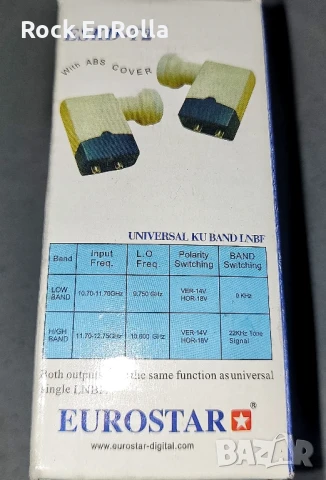 Rock EnRolla
With ABS COVER
UNIVERSAL KU BAND LNBF
Band Input Freq. L.O Freq. Polarity Switching BAND Switching
LOW BAND 10.70-11.70GHz 9.750 GHz VER-14V HOR-18V 0 KHz
HIGH BAND 11.70-12.75GHz 10.600 GHz VER-14V HOR-18V 22KHz Tone Signal
Both outpu the same function as universal
single LNB
EUROSTAR ®
www.eurostar-digital.com
BAZAR